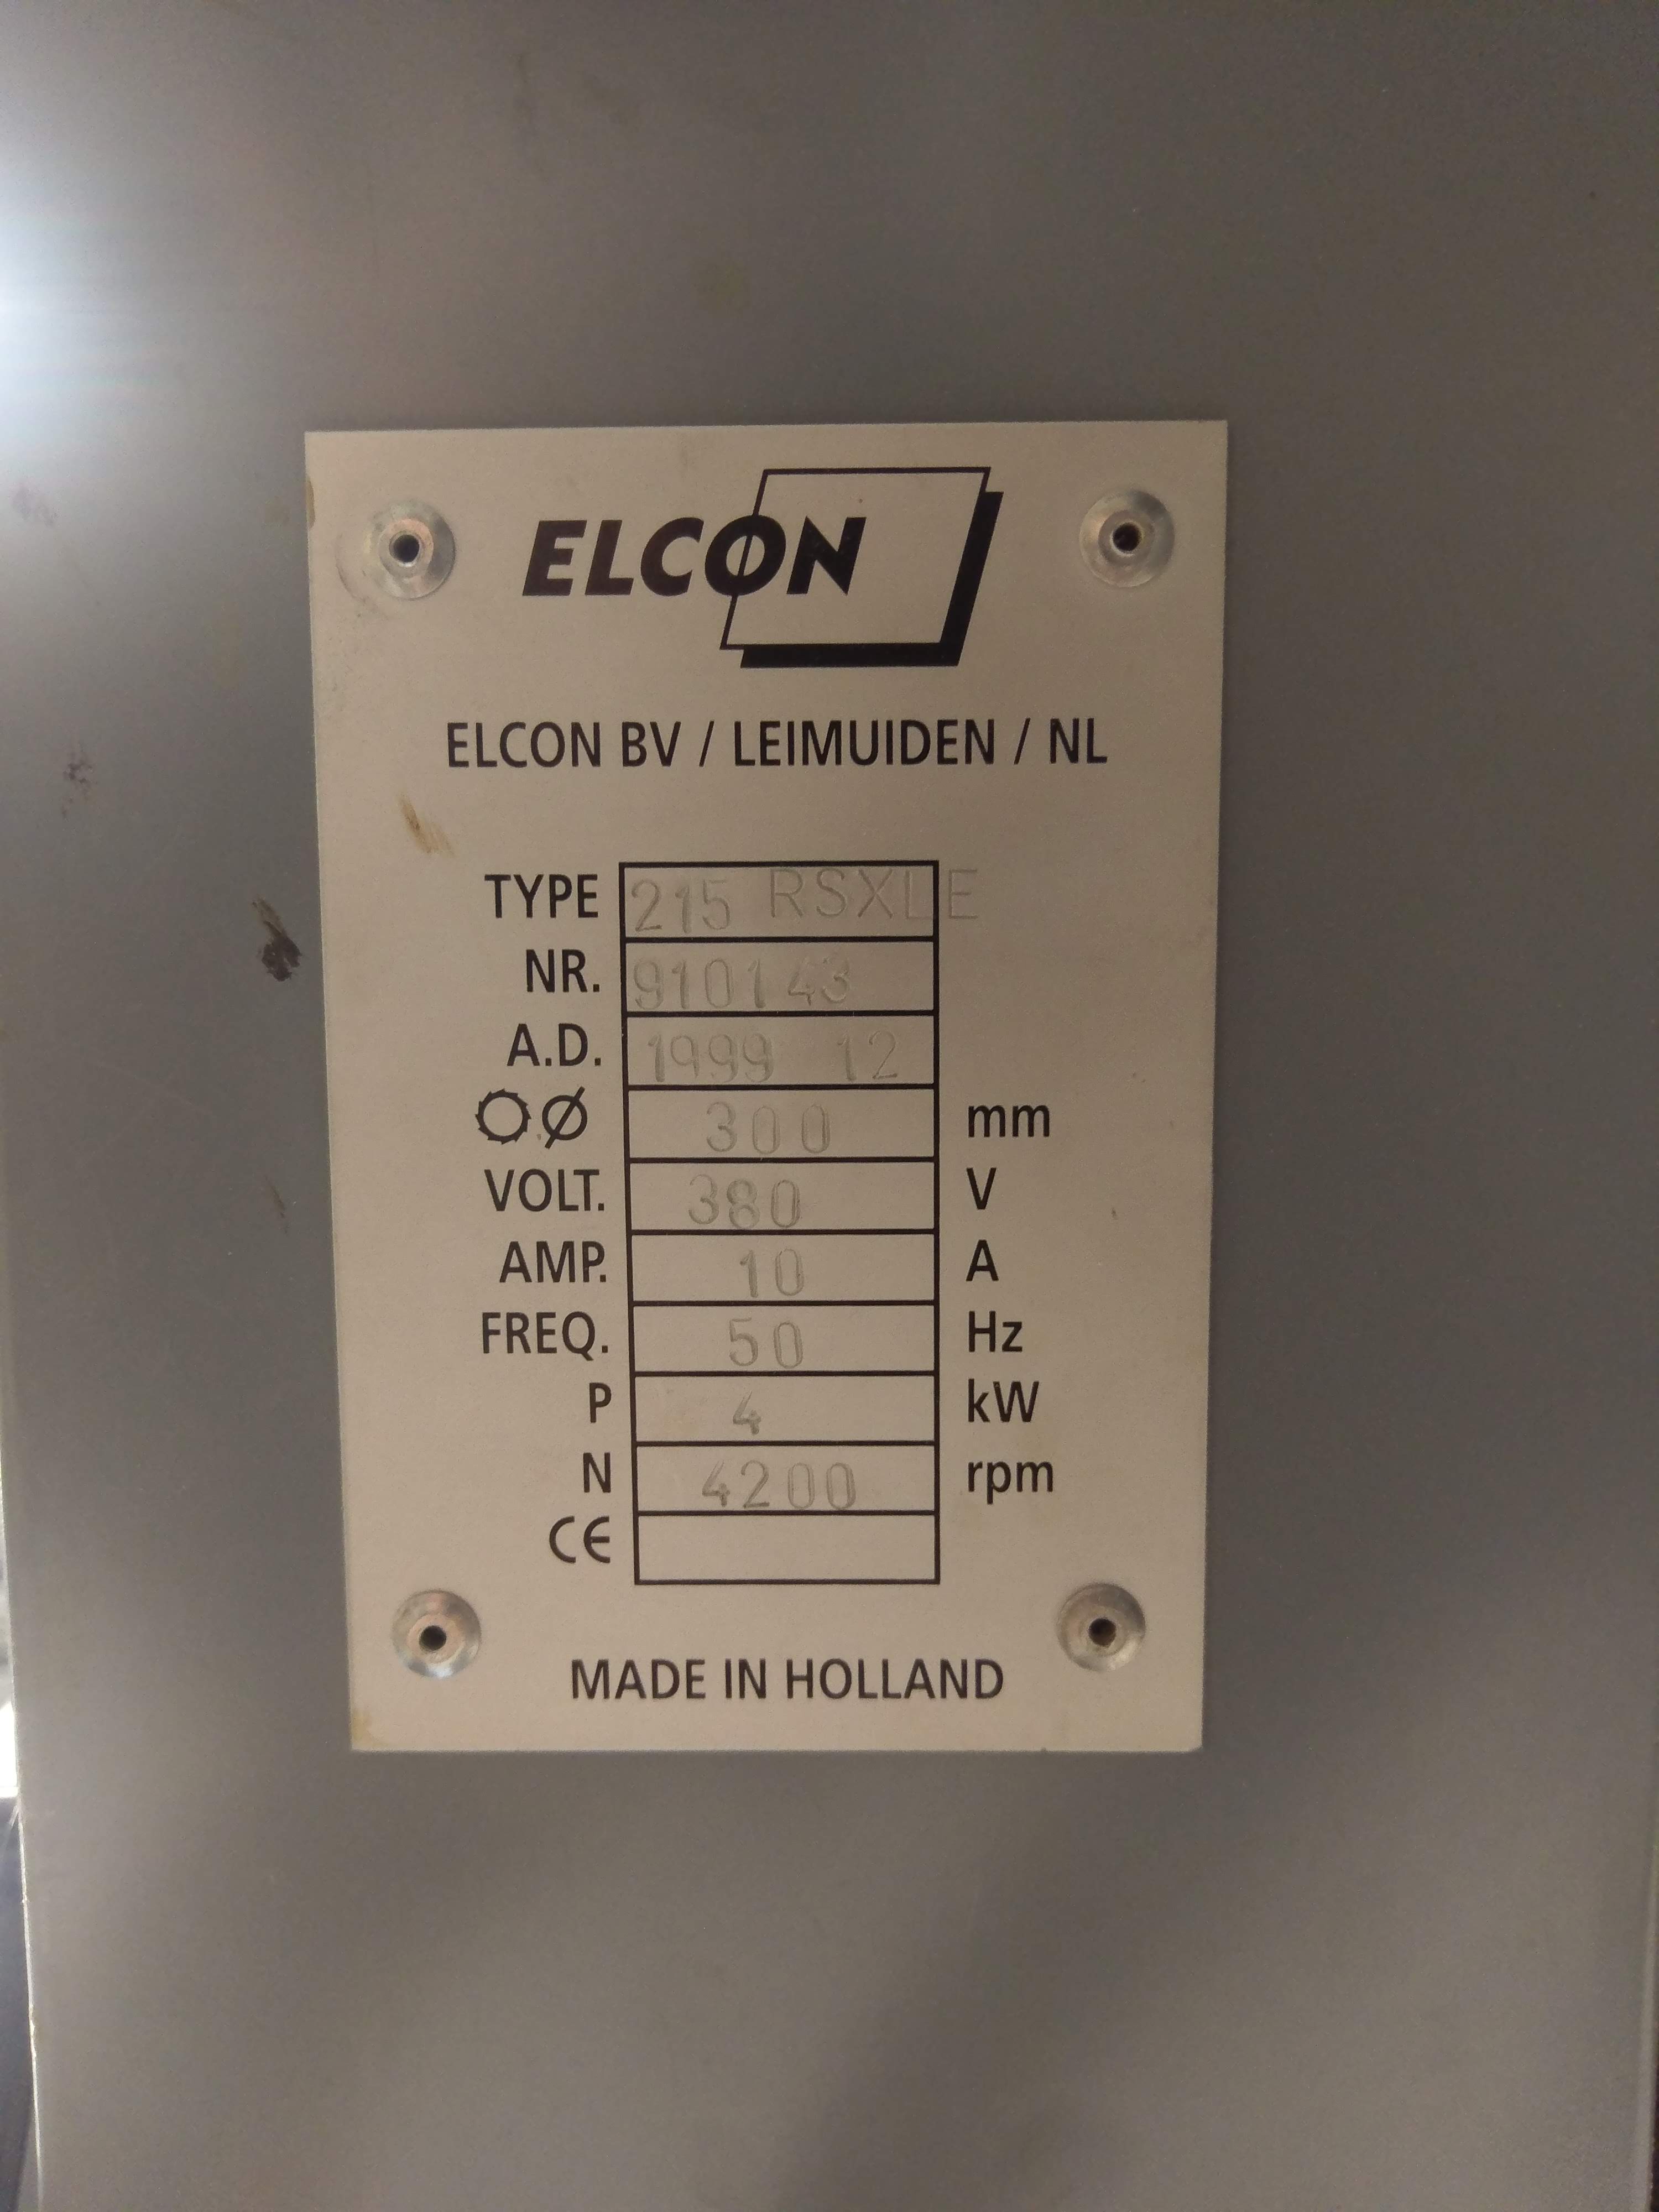 ELCON
ELCON BV / LEIMUIDEN / NL
TYPE 215 RSXLE
NR. 910143
A.D. 1999 12
Ø 300 mm
VOLT. 380 V
AMP. 10 A
FREQ. 50 Hz
P 4 kW
N 4200 rpm
CE
MADE IN HOLLAND